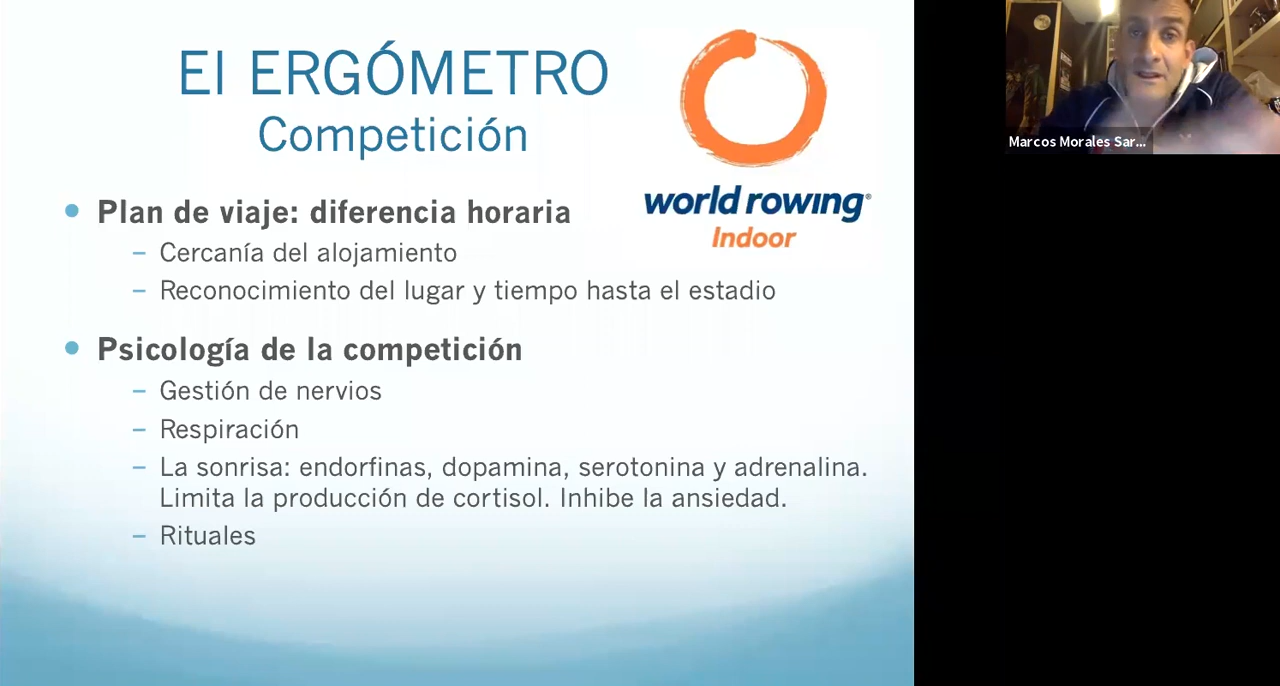 El ERGÓMETRO
Competición
world rowing®
Indoor
Plan de viaje: diferencia horaria
– Cercanía del alojamiento
– Reconocimiento del lugar y tiempo hasta el estadio
Psicología de la competición
– Gestión de nervios
– Respiración
– La sonrisa: endorfinas, dopamina, serotonina y adrenalina.
Limita la producción de cortisol. Inhibe la ansiedad.
– Rituales
Marcos Morales Sar...